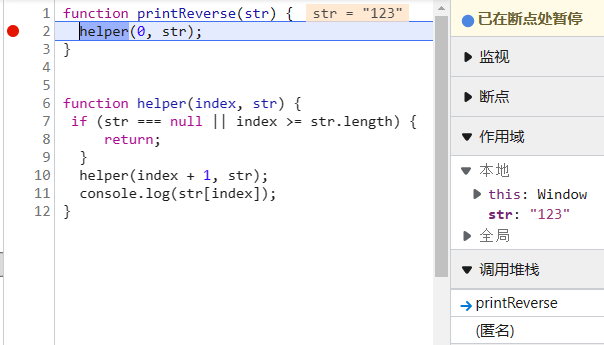 1 function printReverse(str) { str = "123"
2 helper(0, str);
3 }
4
5
6 function helper(index, str) {
7 if (str === null || index >= str.length) {
8 return;
9 }
10 helper(index + 1, str);
11 console.log(str[index]);
12 }
已在断点处暂停
监视
断点
作用域
本地
this: Window
str: "123"
全局
调用堆栈
printReverse
(匿名)